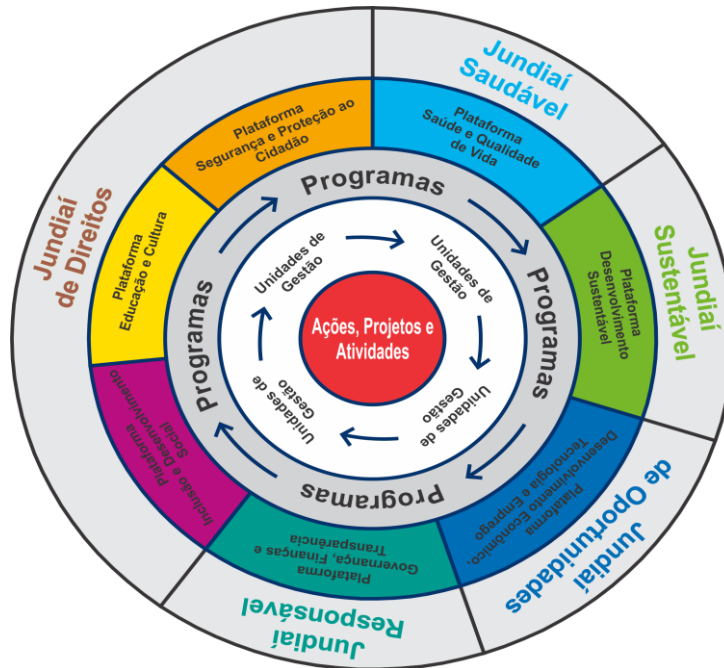 Jundiaí
Saudável
Jundiaí
Sustentável
Jundiaí
de Oportunidades
Jundiaí
Responsável
Jundiaí
de Direitos
Plataforma
Saúde e Qualidade
de Vida
Plataforma
Desenvolvimento
Sustentável
Plataforma
Desenvolvimento Econômico,
Tecnologia e Emprego
Plataforma
Governança, Finanças e
Transparência
Plataforma
Inclusão e Desenvolvimento
Social
Plataforma
Educação e Cultura
Plataforma
Segurança e Proteção ao
Cidadão
Programas
Programas
Programas
Programas
Unidades de
Gestão
Unidades de
Gestão
Unidades de
Gestão
Unidades de
Gestão
Ações, Projetos e
Atividades